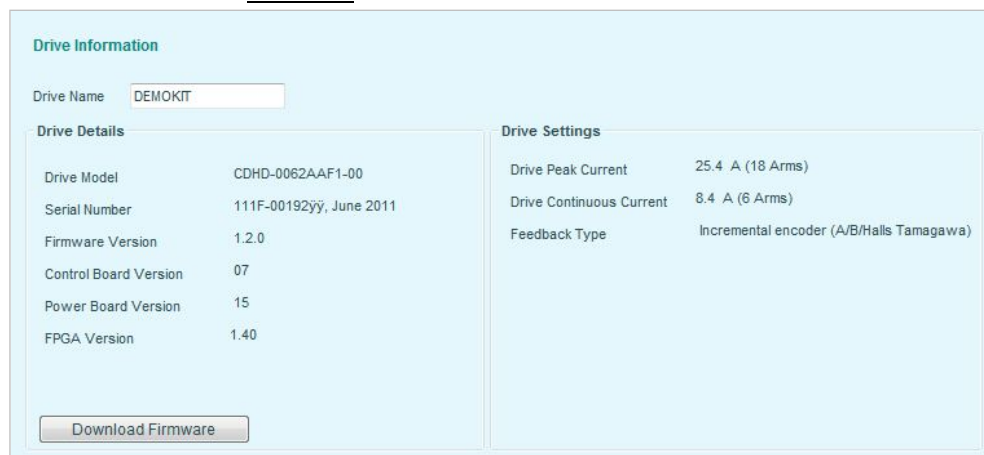 Drive Information
Drive Name DEMOKIT
Drive Details
Drive Model CDHD-0062AAF1-00
Serial Number 111F-00192ÿÿ, June 2011
Firmware Version 1.2.0
Control Board Version 07
Power Board Version 15
FPGA Version 1.40
Download Firmware
Drive Settings
Drive Peak Current 25.4 A (18 Arms)
Drive Continuous Current 8.4 A (6 Arms)
Feedback Type Incremental encoder (A/B/Halls Tamagawa)